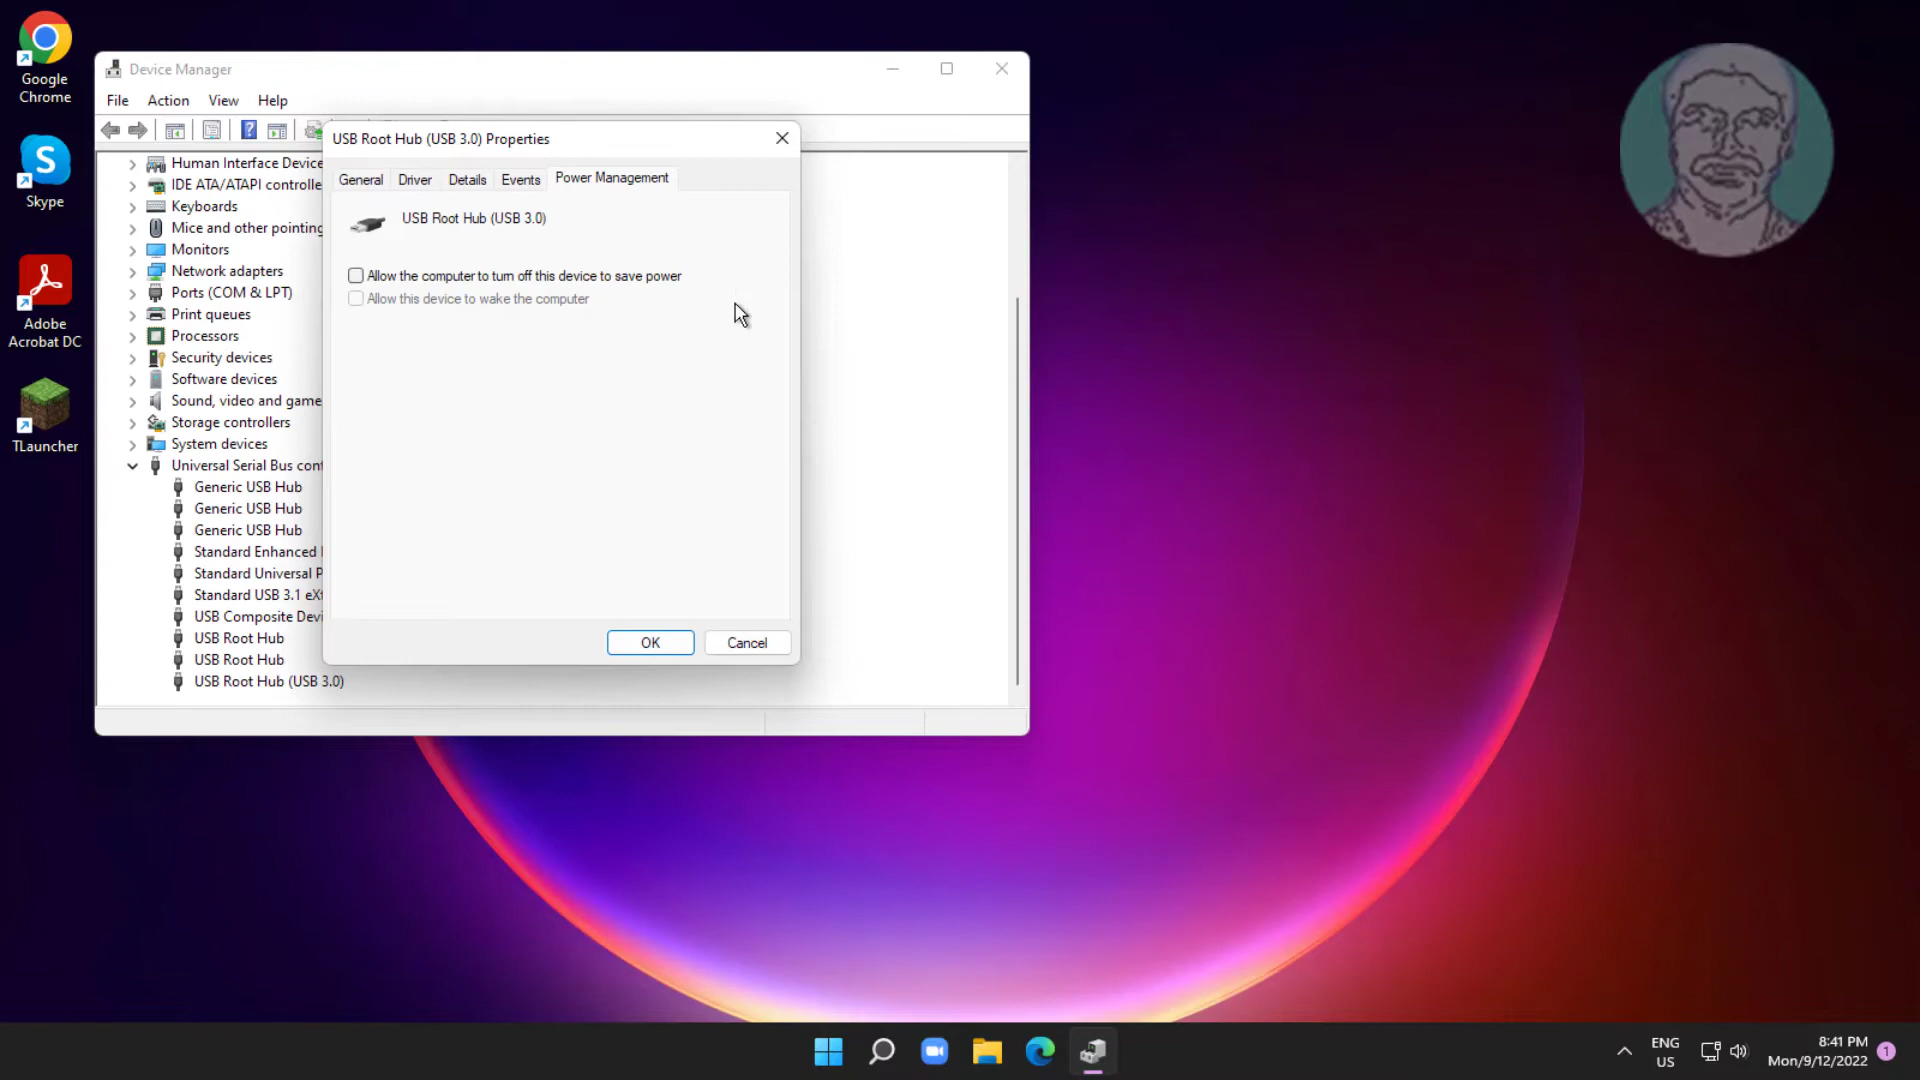 Google
Chrome
Skype
Adobe
Acrobat DC
TLauncher
Device Manager
File Action View Help
USB Root Hub (USB 3.0) Properties
General Driver Details Events Power Management
USB Root Hub (USB 3.0)
Allow the computer to turn off this device to save power
Allow this device to wake the computer
OK Cancel
Human Interface Device
IDE ATA/ATAPI controlle
Keyboards
Mice and other pointing
Monitors
Network adapters
Ports (COM & LPT)
Print queues
Processors
Security devices
Software devices
Sound, video and game
Storage controllers
System devices
Universal Serial Bus cont
Generic USB Hub
Generic USB Hub
Generic USB Hub
Standard Enhanced
Standard Universal P
Standard USB 3.1 eXt
USB Composite Devi
USB Root Hub
USB Root Hub
USB Root Hub (USB 3.0)
ENG
US
8:41 PM
Mon/9/12/2022
1